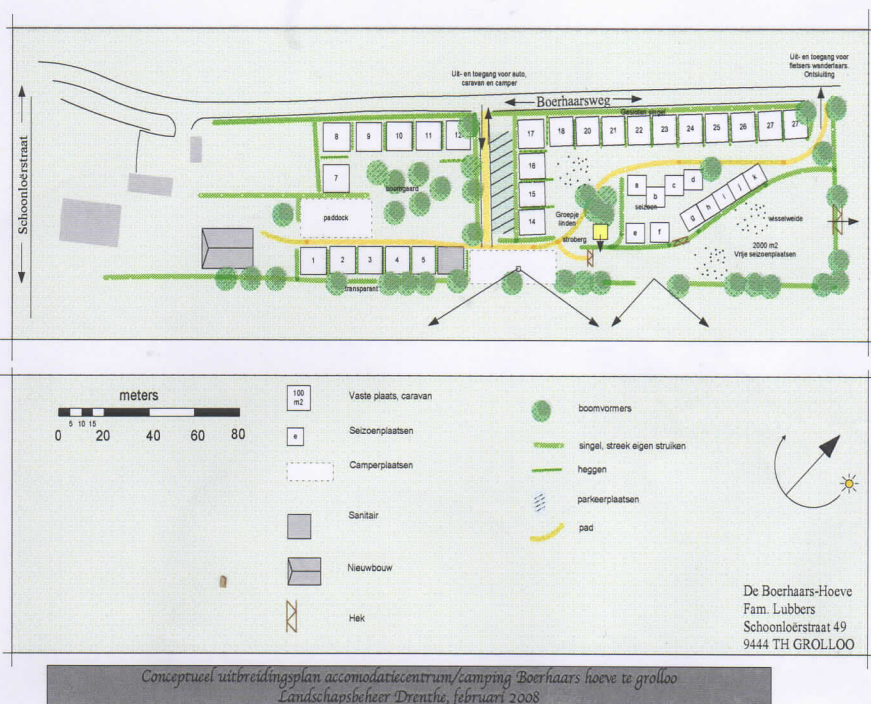 Uit- en toegang voor auto,
caravan en camper
Uit- en toegang voor
fietsers wanderlaars.
Ontsluiting
Boerhaarsweg
Schoonloërstraat
Gesloten singel
8 9 10 11 12
17 18 20 21 22 23 24 25 26 27 27
7
16
15
14
boomgaard
paddock
Groepje
linden
stroberg
a b c d
seizoen
e f
g h i j k
wisselweide
2000 m2
Vrije seizoenplaatsen
1 2 3 4 5
transparant
meters
5 10 15
0 20 40 60 80
100
m2
Vaste plaats, caravan
e
Seizoenplaatsen
Camperplaatsen
Sanitair
Nieuwbouw
Hek
boomvormers
singel, streek eigen struiken
heggen
parkeerplaatsen
pad
De Boerhaars-Hoeve
Fam. Lubbers
Schoonloërstraat 49
9444 TH GROLLOO
Conceptueel uitbreidingsplan accomodatiecentrum/camping Boerhaars hoeve te grolloo
Landschapsbeheer Drenthe, februari 2008